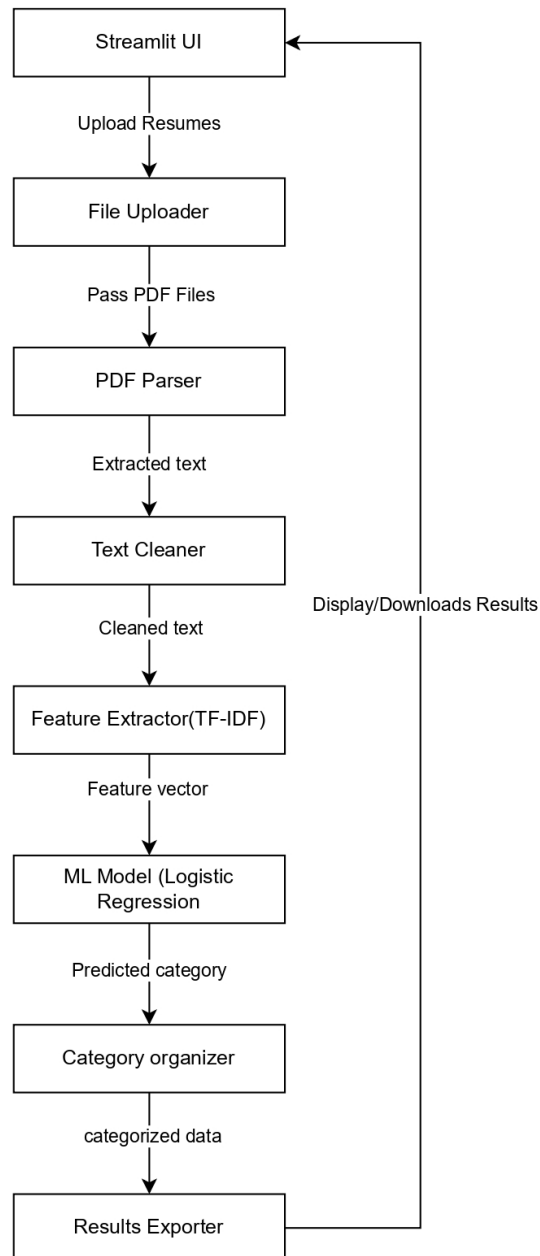 Streamlit UI
Upload Resumes
File Uploader
Pass PDF Files
PDF Parser
Extracted text
Text Cleaner
Display/Downloads Results
Cleaned text
Feature Extractor(TF-IDF)
Feature vector
ML Model (Logistic
Regression
Predicted category
Category organizer
categorized data
Results Exporter